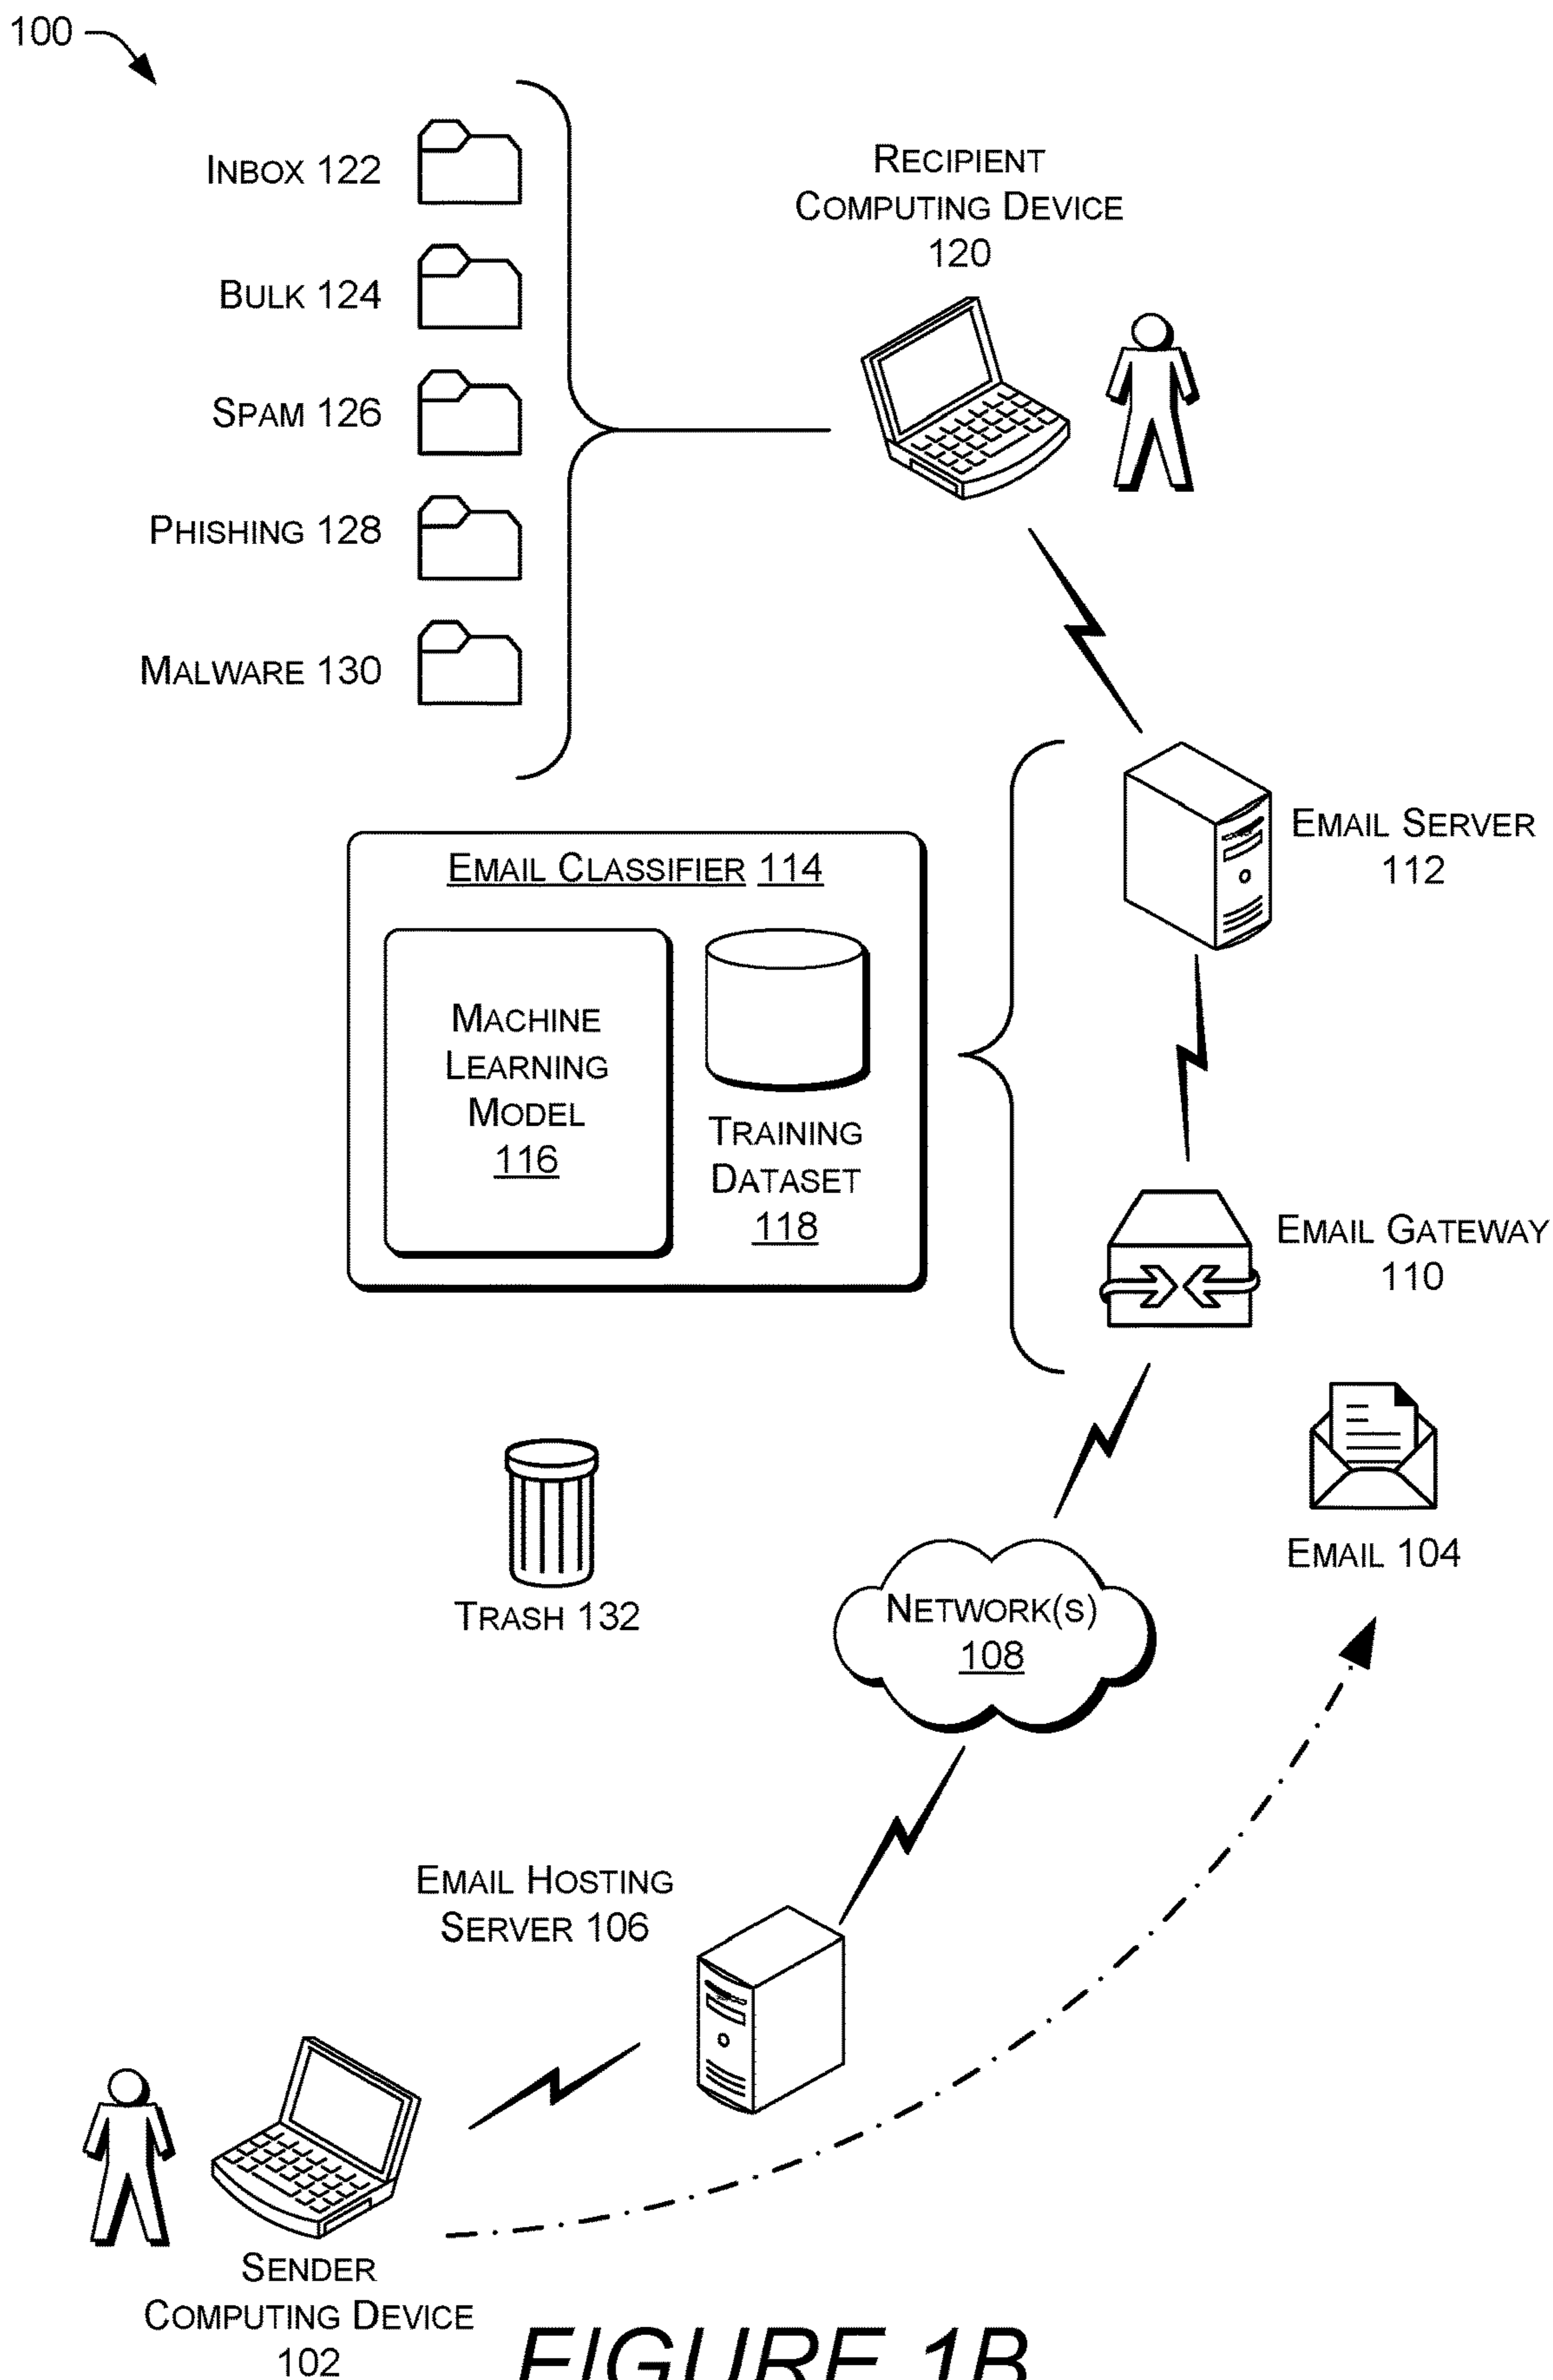 100
INBOX 122
BULK 124
SPAM 126
PHISHING 128
MALWARE 130
RECIPIENT
COMPUTING DEVICE
120
EMAIL SERVER
112
EMAIL CLASSIFIER 114
MACHINE
LEARNING
MODEL
116
TRAINING
DATASET
118
EMAIL GATEWAY
110
EMAIL 104
TRASH 132
NETWORK(S)
108
EMAIL HOSTING
SERVER 106
SENDER
COMPUTING DEVICE
102
FIGURE 1B